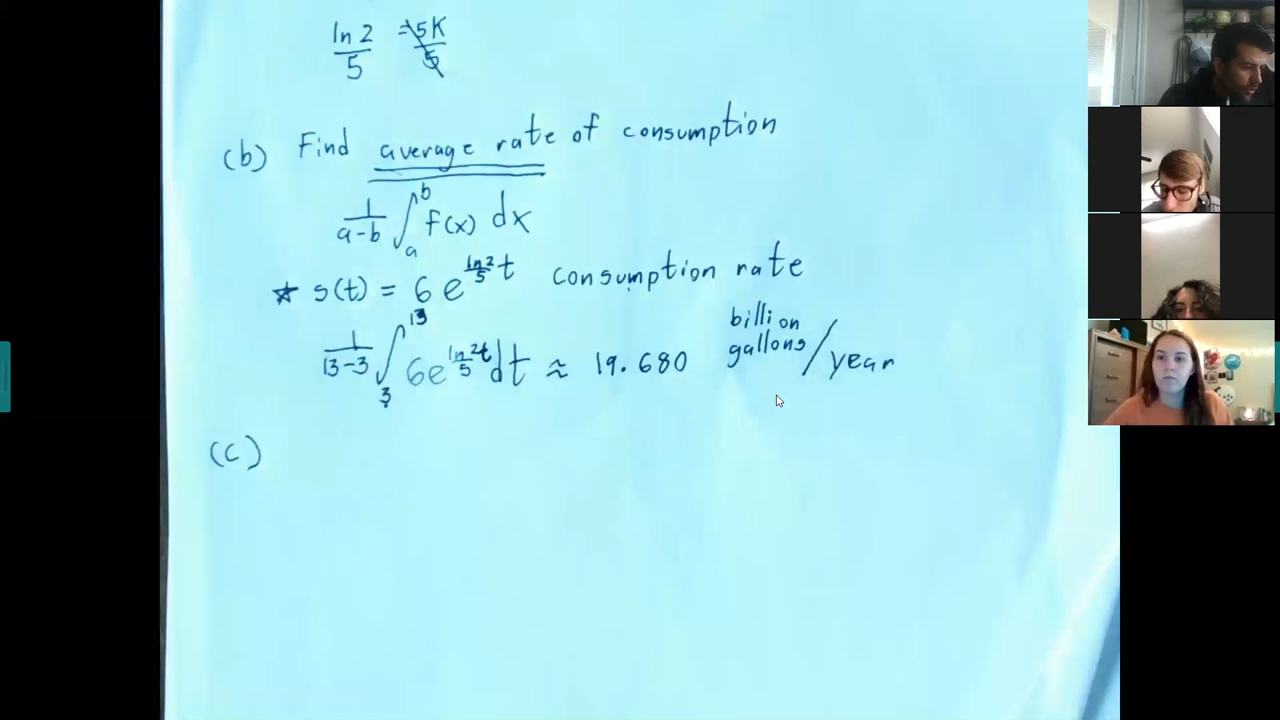 ln 2 / 5 = 5K / 5
(b) Find average rate of consumption
1/(a-b) ∫_a^b f(x) dx
* s(t) = 6e^(ln2/5 t) consumption rate
1/(13-3) ∫_3^13 6e^(ln2/5 t) dt ≈ 19.680 billion gallons / year
(c)